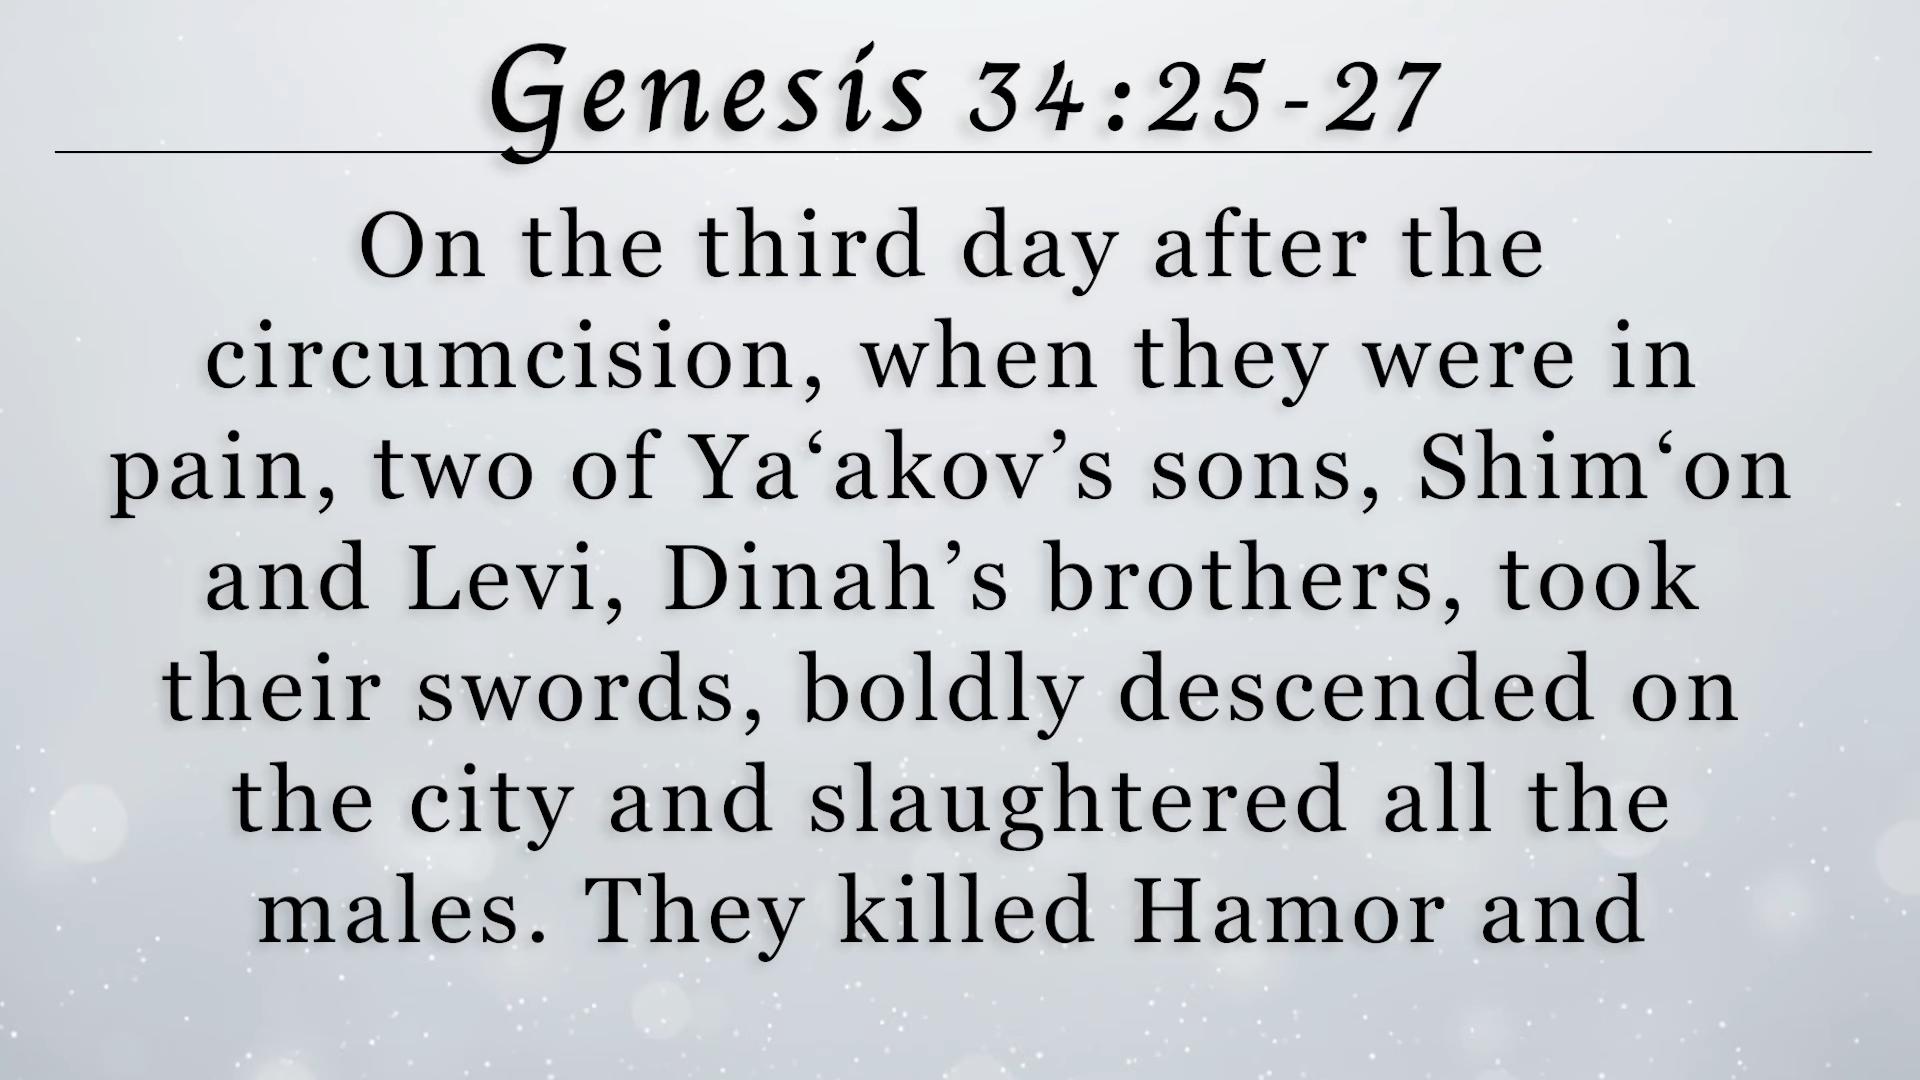 Genesis 34:25-27
On the third day after the
circumcision, when they were in
pain, two of Ya‘akov’s sons, Shim‘on
and Levi, Dinah’s brothers, took
their swords, boldly descended on
the city and slaughtered all the
males. They killed Hamor and